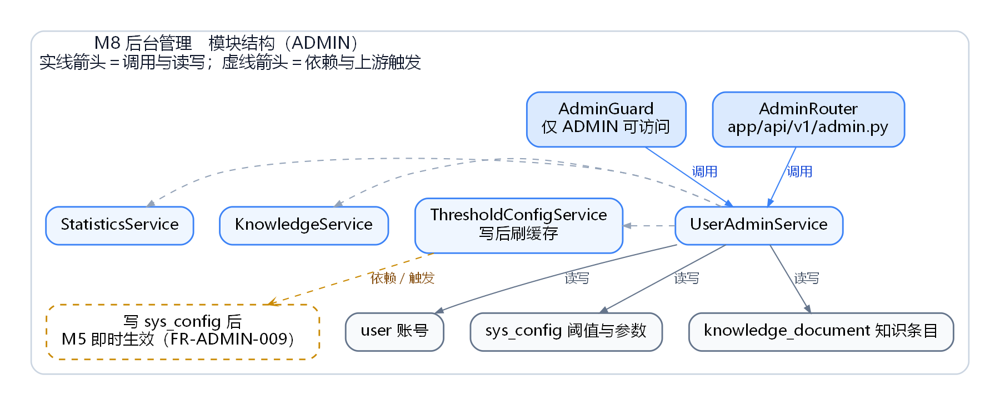 M8 后台管理　模块结构（ADMIN）
实线箭头 = 调用与读写；虚线箭头 = 依赖与上游触发
AdminGuard
仅 ADMIN 可访问
AdminRouter
app/api/v1/admin.py
调用
调用
StatisticsService
KnowledgeService
ThresholdConfigService
写后刷缓存
UserAdminService
依赖 / 触发
读写
读写
读写
写 sys_config 后
M5 即时生效（FR-ADMIN-009）
user 账号
sys_config 阈值与参数
knowledge_document 知识条目